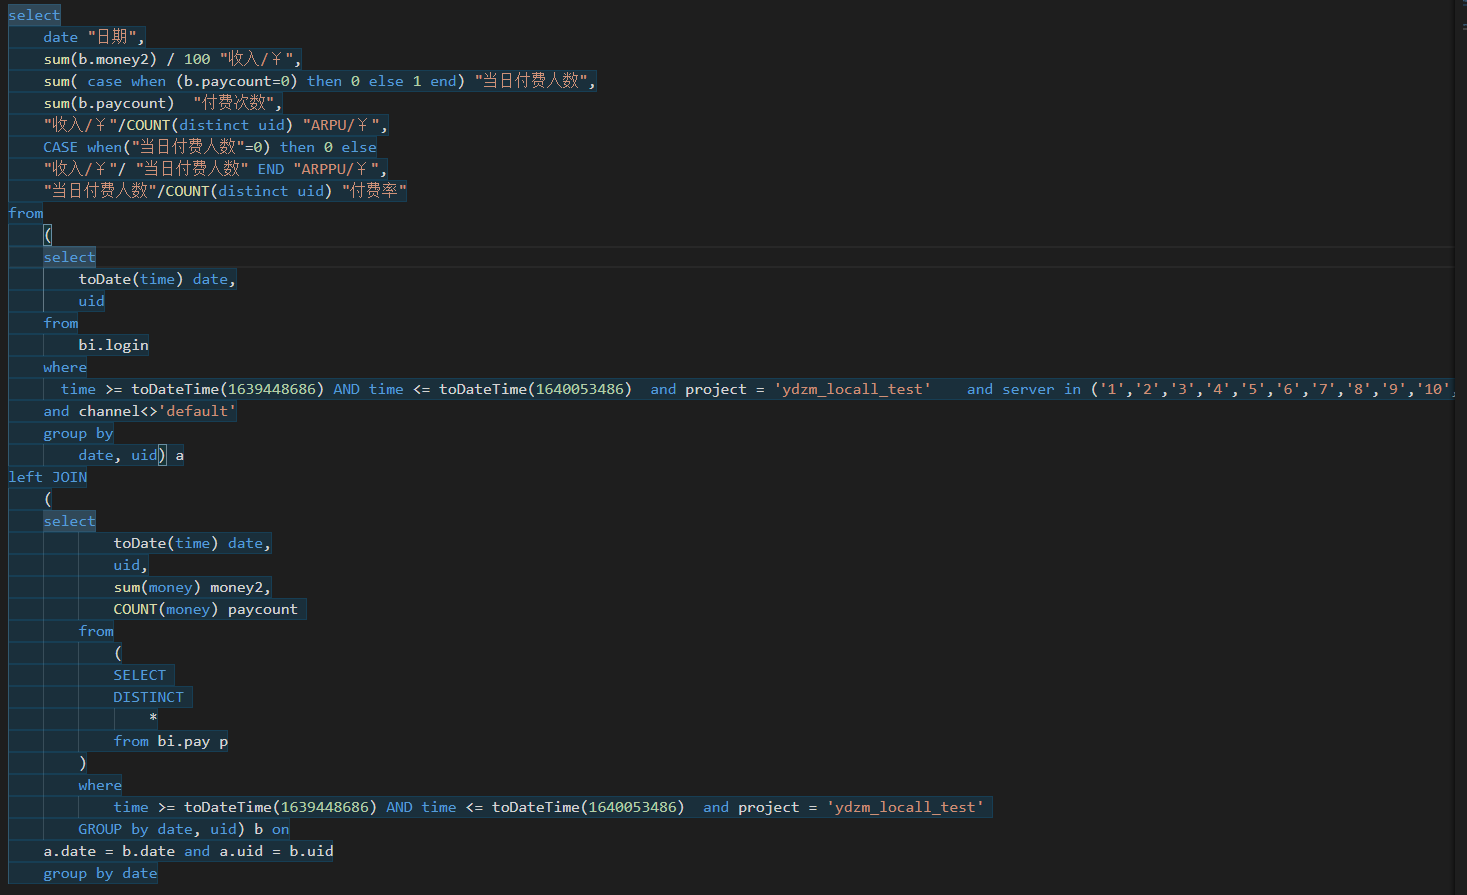 select
date "日期",
sum(b.money2) / 100 "收入/¥",
sum( case when (b.paycount=0) then 0 else 1 end) "当日付费人数",
sum(b.paycount)  "付费次数",
"收入/¥"/COUNT(distinct uid) "ARPU/¥",
CASE when("当日付费人数"=0) then 0 else
"收入/¥"/ "当日付费人数" END "ARPPU/¥",
"当日付费人数"/COUNT(distinct uid) "付费率"
from
(
select
toDate(time) date,
uid
from
bi.login
where
time >= toDateTime(1639448686) AND time <= toDateTime(1640053486)  and project = 'ydzm_locall_test'    and server in ('1','2','3','4','5','6','7','8','9','10',
and channel<>'default'
group by
date, uid) a
left JOIN
(
select
toDate(time) date,
uid,
sum(money) money2,
COUNT(money) paycount
from
(
SELECT
DISTINCT
*
from bi.pay p
)
where
time >= toDateTime(1639448686) AND time <= toDateTime(1640053486)  and project = 'ydzm_locall_test'
GROUP by date, uid) b on
a.date = b.date and a.uid = b.uid
group by date